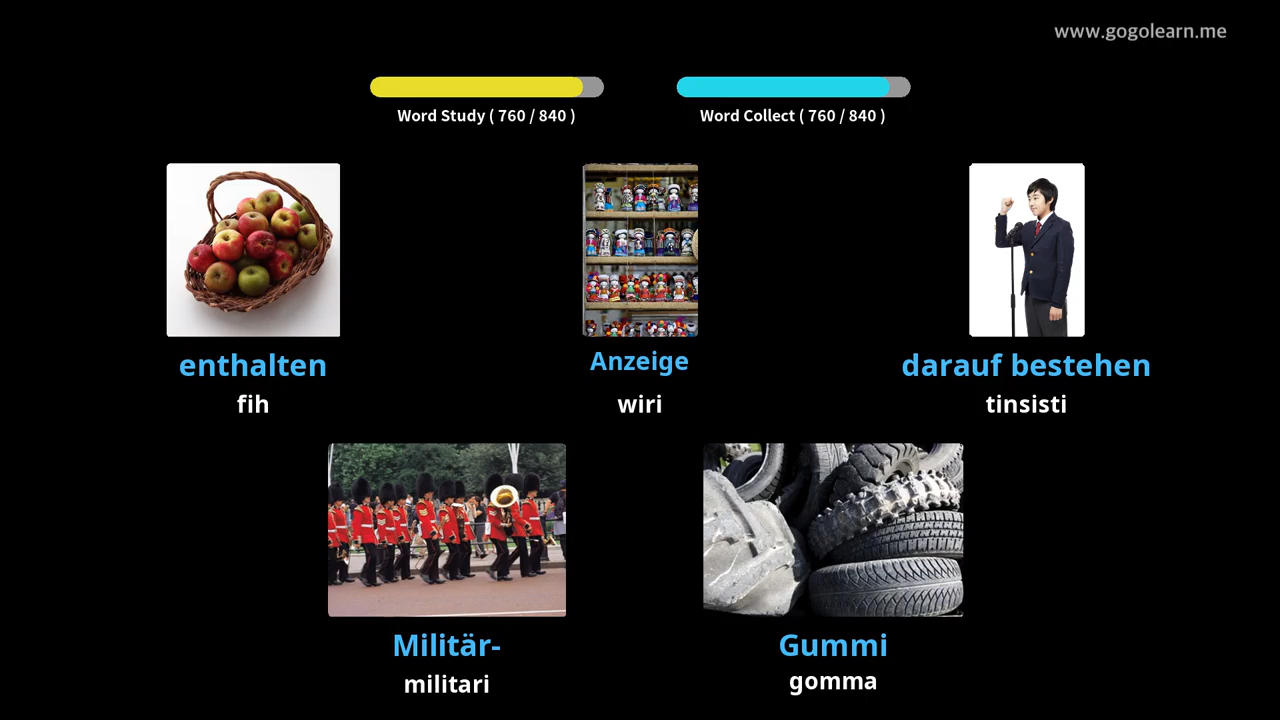 www.gogolearn.me
Word Study ( 760 / 840 )
Word Collect ( 760 / 840 )
enthalten
fih
Anzeige
wiri
darauf bestehen
tinsisti
Militär-
militari
Gummi
gomma